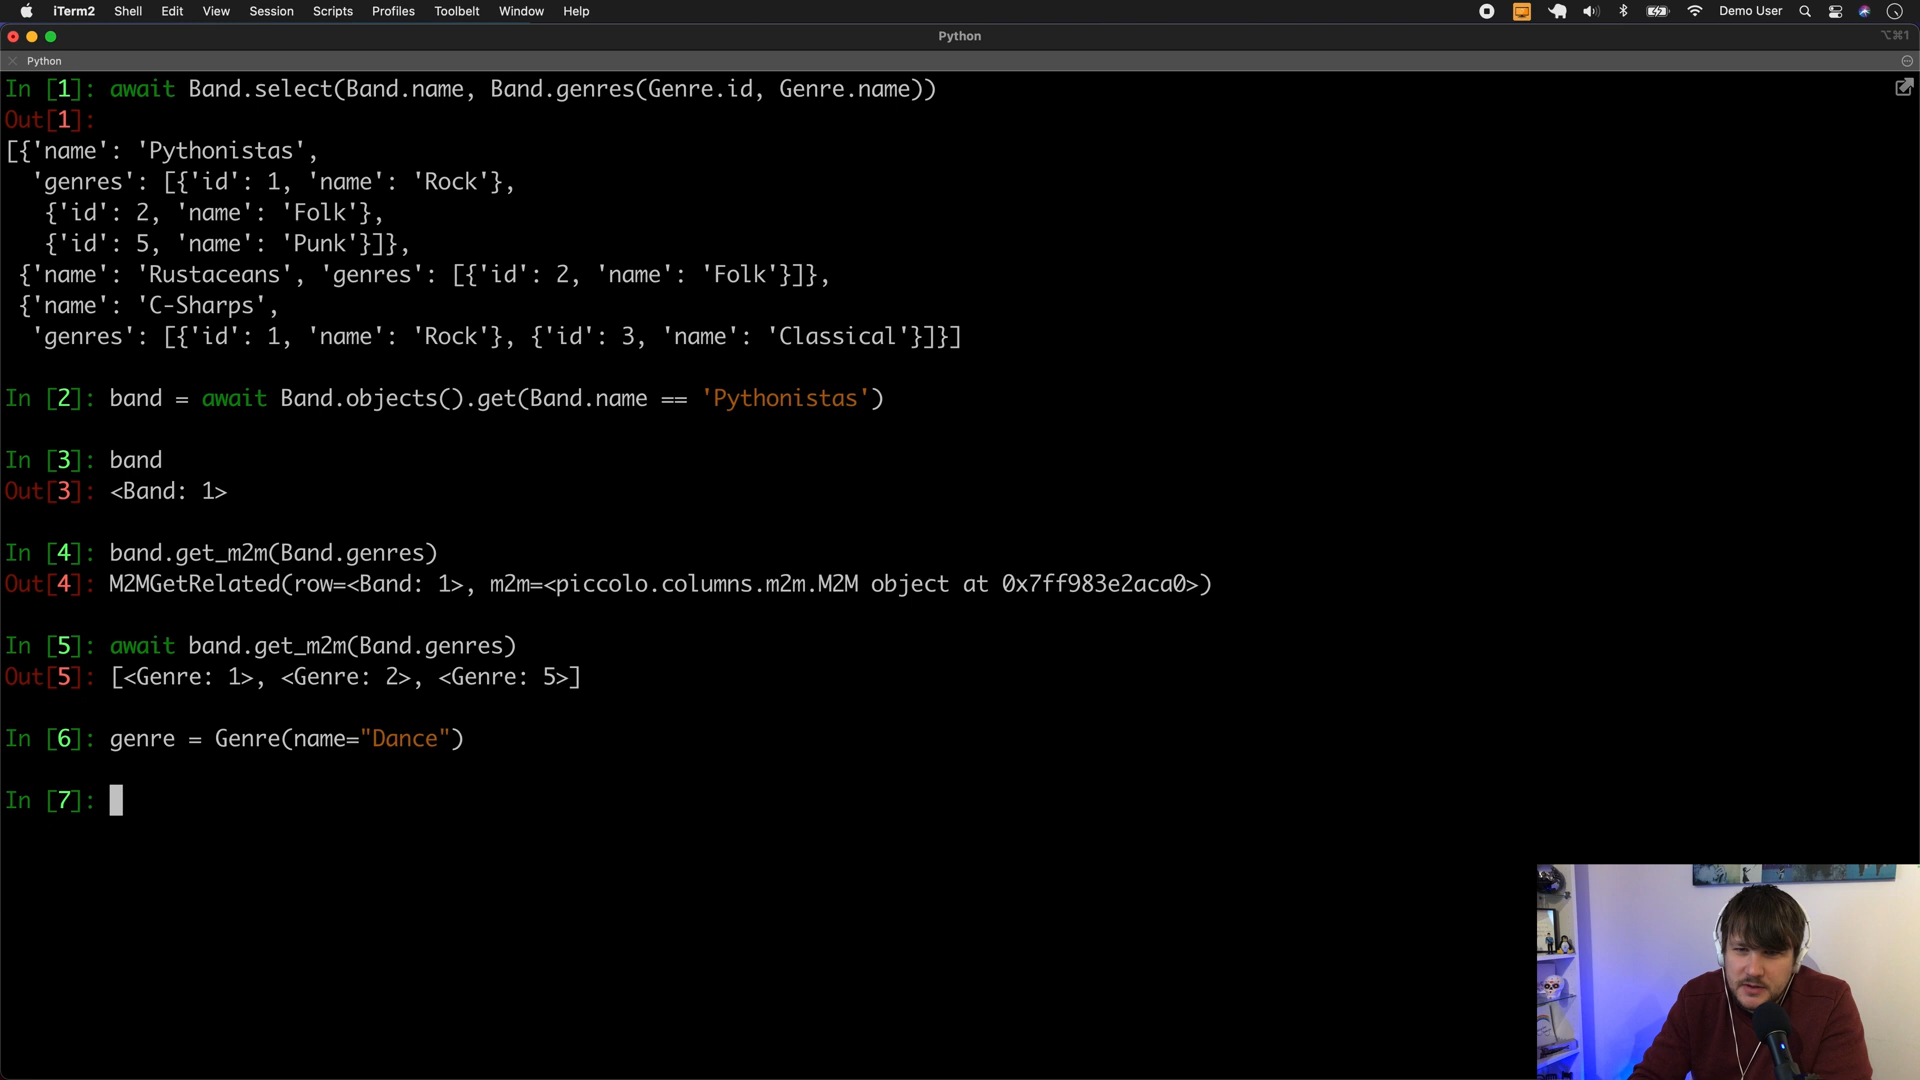 iTerm2 Shell Edit View Session Scripts Profiles Toolbelt Window Help Demo User
Python ⌥⌘1
Python
In [1]: await Band.select(Band.name, Band.genres(Genre.id, Genre.name))
Out[1]:
[{'name': 'Pythonistas',
'genres': [{'id': 1, 'name': 'Rock'},
{'id': 2, 'name': 'Folk'},
{'id': 5, 'name': 'Punk'}]},
{'name': 'Rustaceans', 'genres': [{'id': 2, 'name': 'Folk'}]},
{'name': 'C-Sharps',
'genres': [{'id': 1, 'name': 'Rock'}, {'id': 3, 'name': 'Classical'}]}]
In [2]: band = await Band.objects().get(Band.name == 'Pythonistas')
In [3]: band
Out[3]: <Band: 1>
In [4]: band.get_m2m(Band.genres)
Out[4]: M2MGetRelated(row=<Band: 1>, m2m=<piccolo.columns.m2m.M2M object at 0x7ff983e2aca0>)
In [5]: await band.get_m2m(Band.genres)
Out[5]: [<Genre: 1>, <Genre: 2>, <Genre: 5>]
In [6]: genre = Genre(name="Dance")
In [7]: